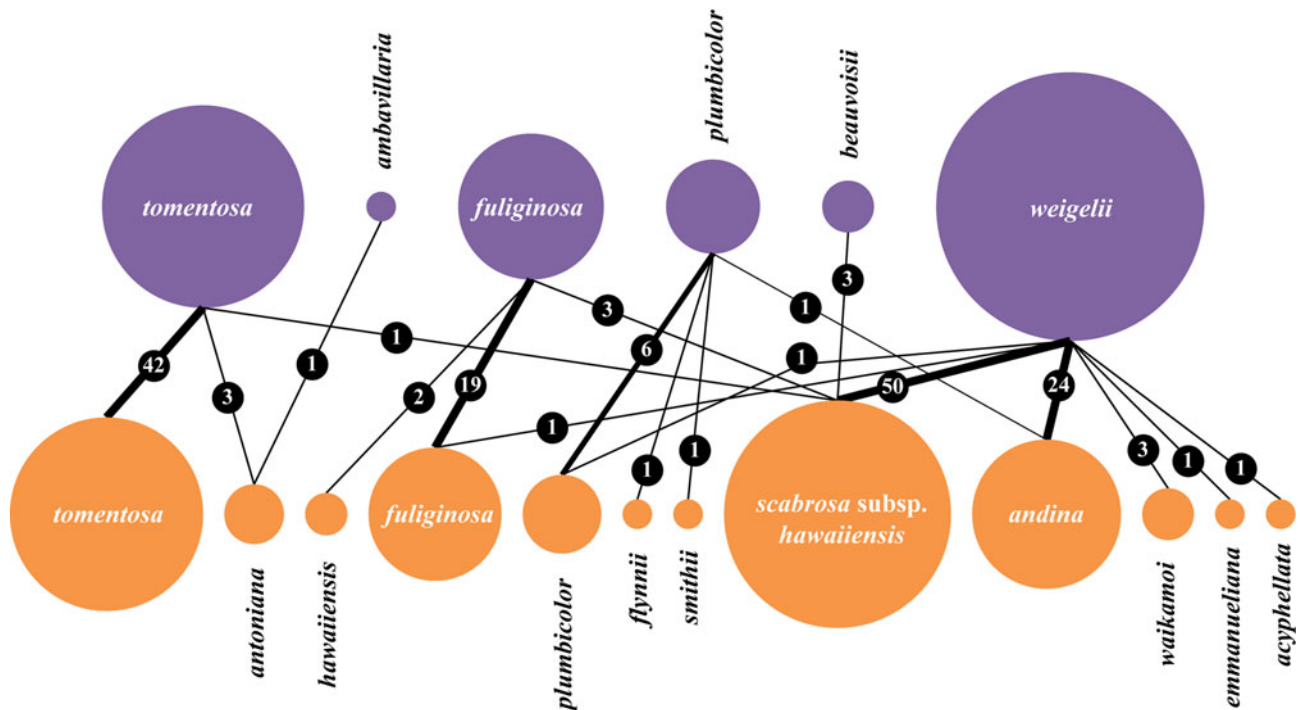 ambavillaria
plumbicolor
beauvoisii
tomentosa
fuliginosa
weigelii
3
1
1
3
1
1
6
1
42
19
50
24
3
2
1
1
1
3
1
1
tomentosa
fuliginosa
scabrosa subsp.
hawaiiensis
andina
antoniana
hawaiiensis
plumbicolor
flynnii
smithii
waikamoi
emmanueliana
acyphellata